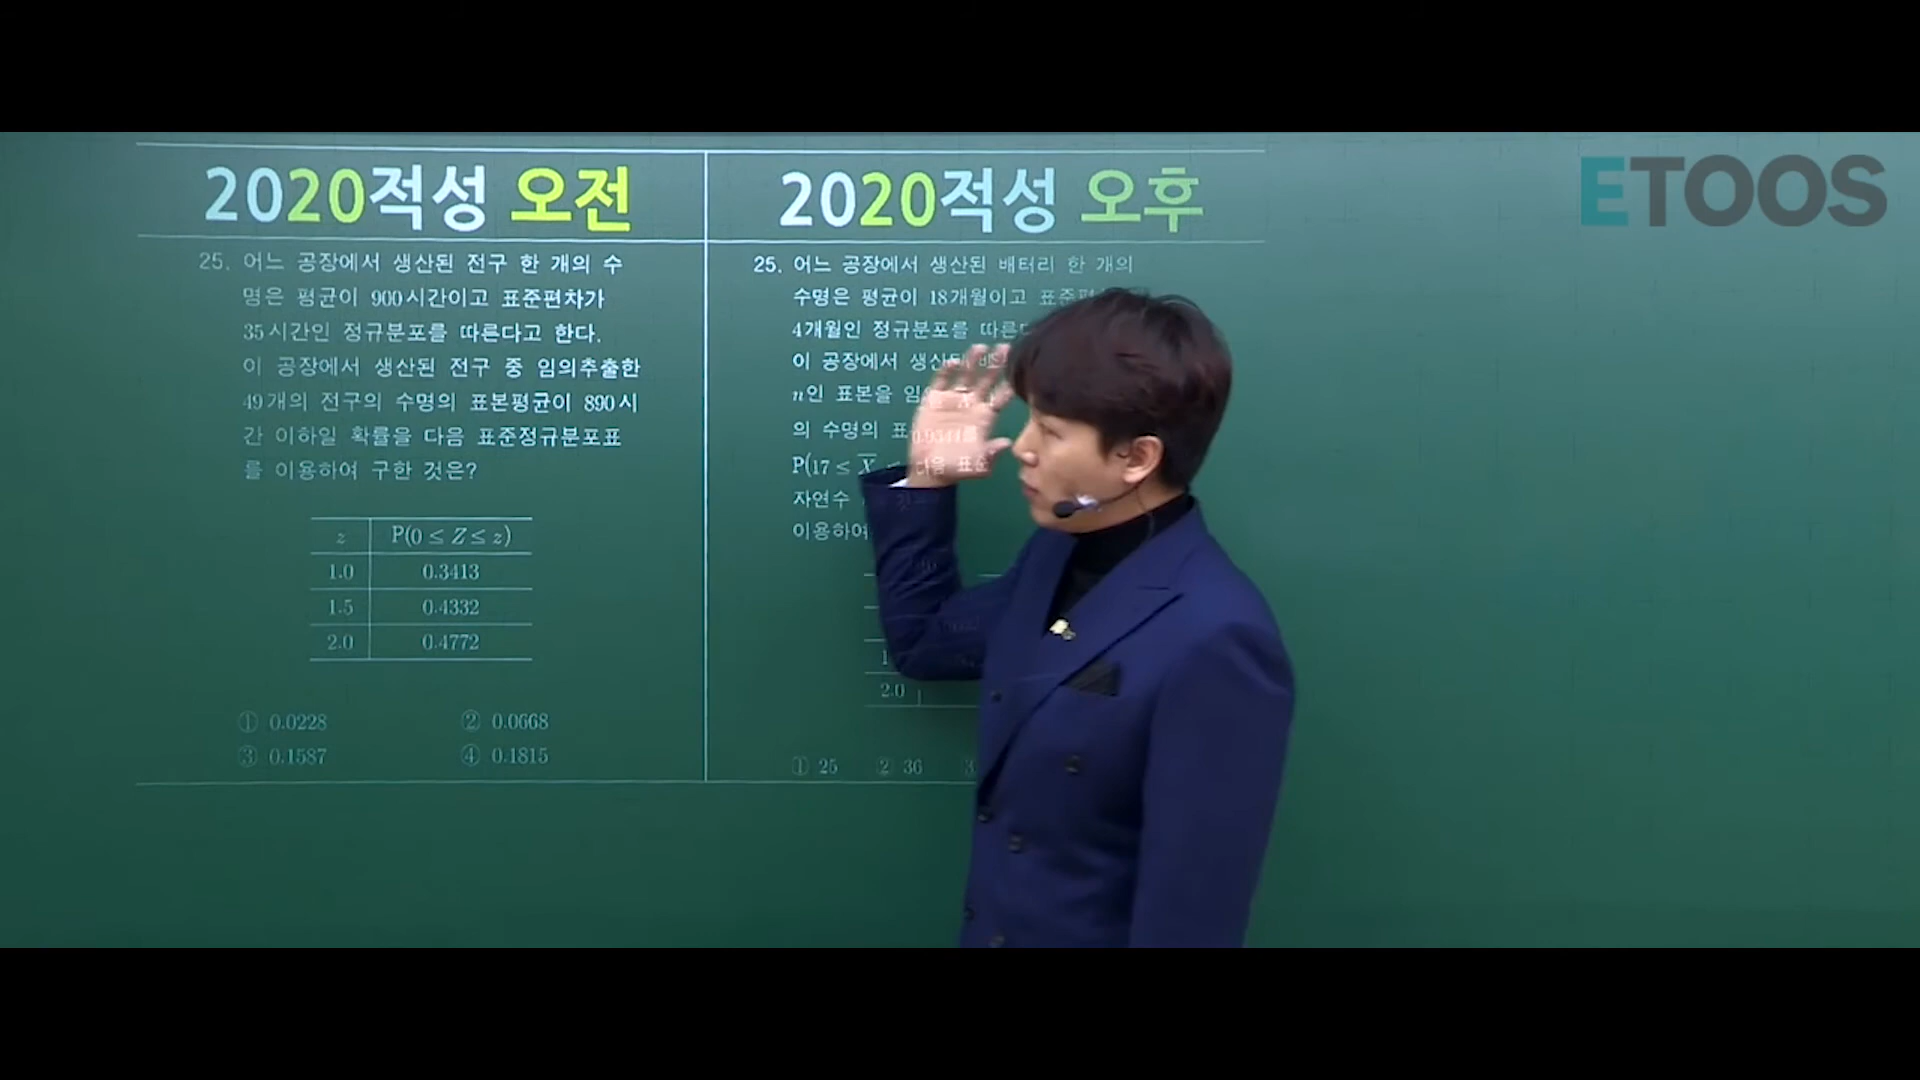 ETOOS
2020적성 오전
25. 어느 공장에서 생산된 전구 한 개의 수
명은 평균이 900시간이고 표준편차가
35시간인 정규분포를 따른다고 한다.
이 공장에서 생산된 전구 중 임의추출한
49개의 전구의 수명의 표본평균이 890시
간 이하일 확률을 다음 표준정규분포표
를 이용하여 구한 것은?
z P(0 ≤ Z ≤ z)
1.0 0.3413
1.5 0.4332
2.0 0.4772
① 0.0228 ② 0.0668
③ 0.1587 ④ 0.1815
2020적성 오후
25. 어느 공장에서 생산된 배터리 한 개의
수명은 평균이 18개월이고
4개월인 정규분포를
이 공장에서
n인 표본을
의 수명의
P(17 ≤ X̄
자연수
이용하여
2.0
① 25 ② 36